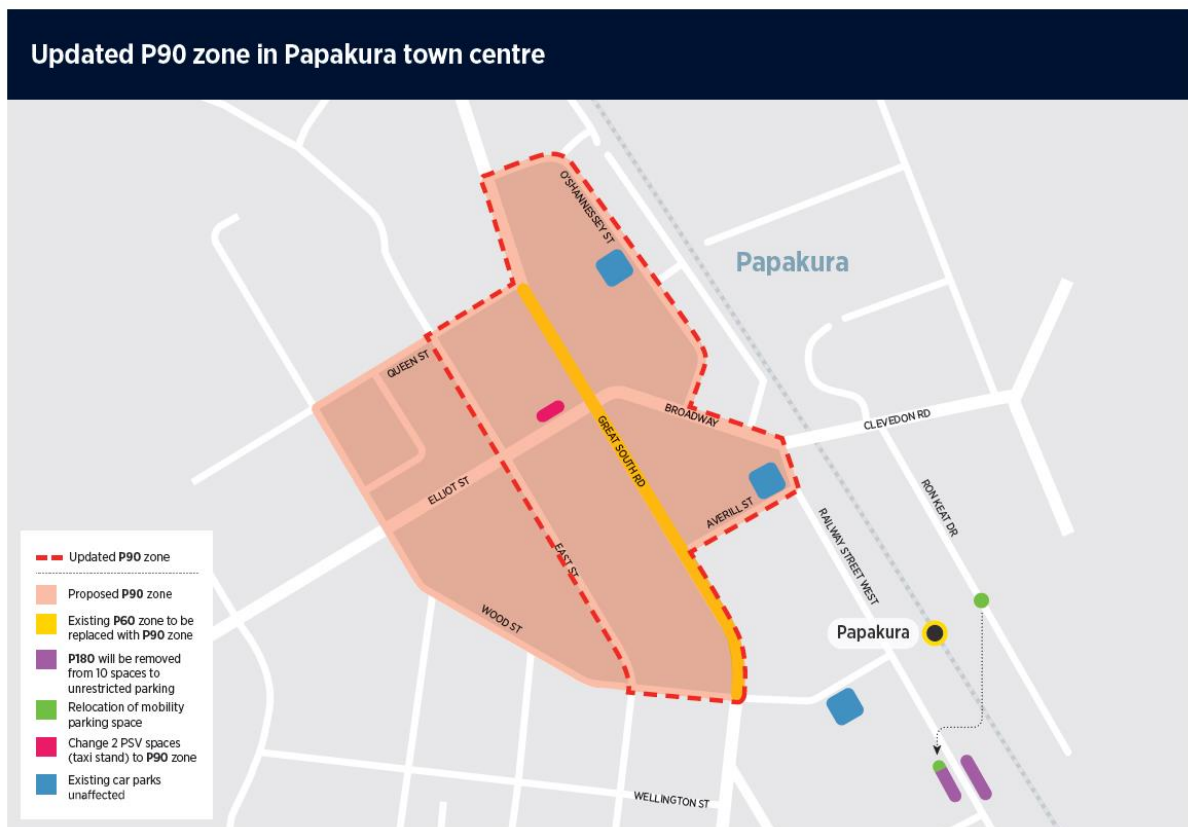 Updated P90 zone in Papakura town centre
O'SHANNESSEY ST
Papakura
QUEEN ST
BROADWAY
CLEVEDON RD
GREAT SOUTH RD
ELLIOT ST
AVERILL ST
RON KEAT DR
EAST ST
RAILWAY STREET WEST
WOOD ST
Papakura
WELLINGTON ST
Updated P90 zone
Proposed P90 zone
Existing P60 zone to be
replaced with P90 zone
P180 will be removed
from 10 spaces to
unrestricted parking
Relocation of mobility
parking space
Change 2 PSV spaces
(taxi stand) to P90 zone
Existing car parks
unaffected